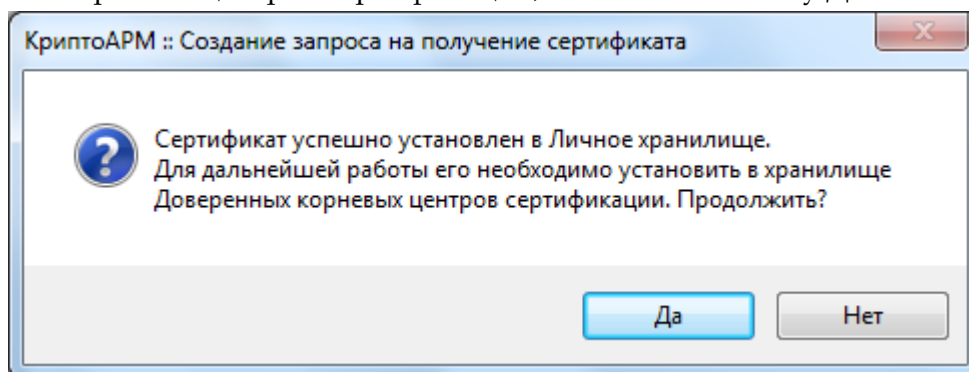 КриптоАРМ :: Создание запроса на получение сертификата
Сертификат успешно установлен в Личное хранилище.
Для дальнейшей работы его необходимо установить в хранилище
Доверенных корневых центров сертификации. Продолжить?
Да
Нет